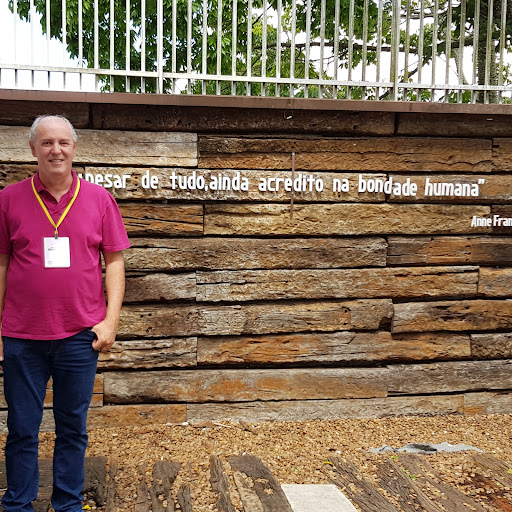 pesar de tudo,ainda acredito na bondade humana"
Anne Fran